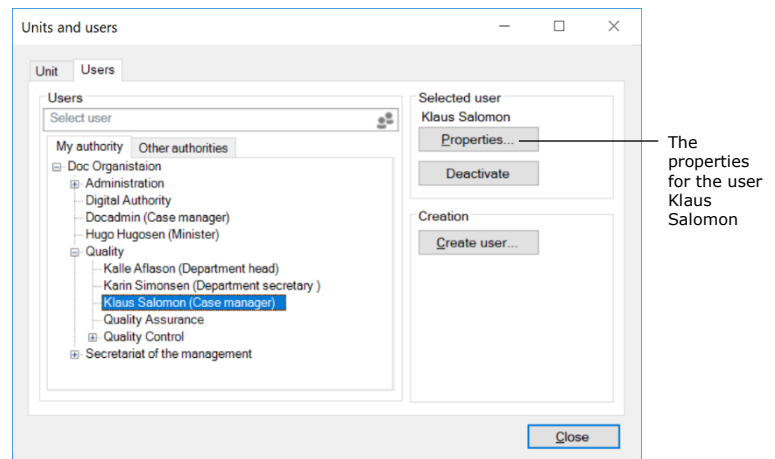 Units and users
Unit
Users
Users
Select user
My authority
Other authorities
Doc Organistaion
Administration
Digital Authority
Docadmin (Case manager)
Hugo Hugosen (Minister)
Quality
Kalle Aflason (Department head)
Karin Simonsen (Department secretary )
Klaus Salomon (Case manager)
Quality Assurance
Quality Control
Secretariat of the management
Selected user
Klaus Salomon
Properties...
Deactivate
Creation
Create user...
Close
The
properties
for the user
Klaus
Salomon